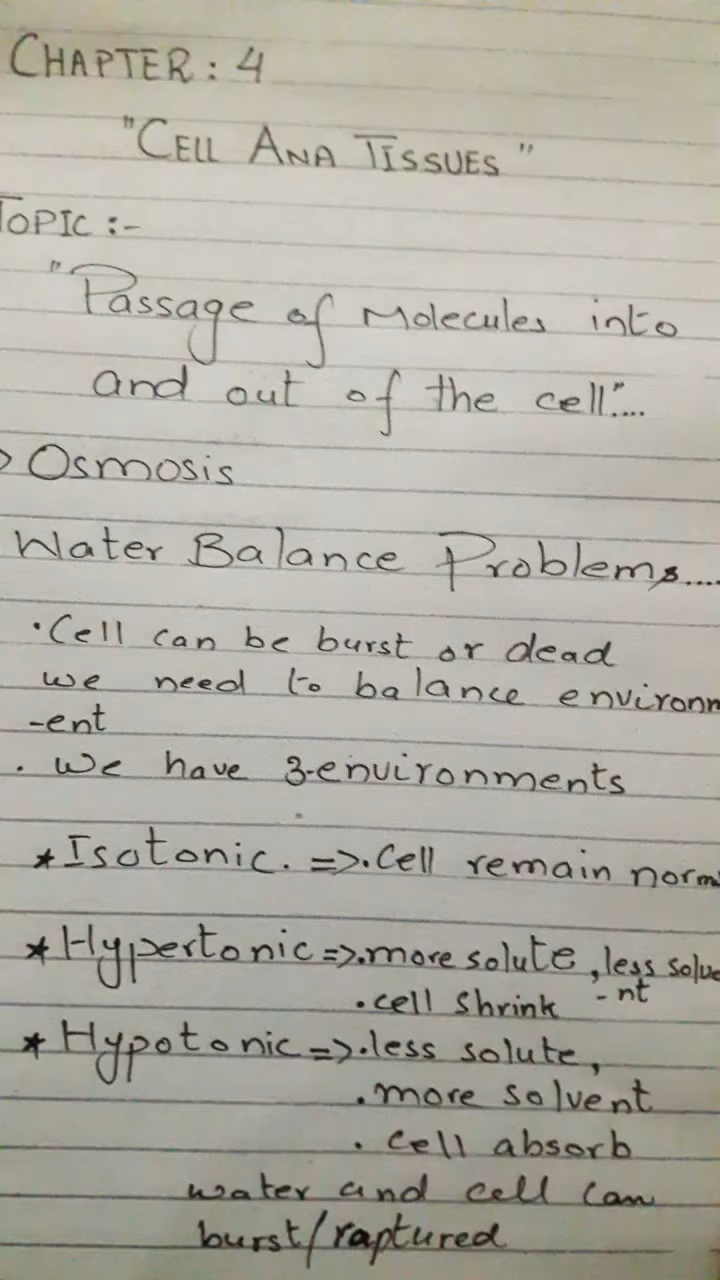 CHAPTER : 4
"CELL ANA TISSUES"
TOPIC :-
"Passage of Molecules into
and out of the cell"....
> Osmosis
Water Balance Problems....
• Cell can be burst or dead
we need to balance environm
-ent
. we have 3-environments
* Isotonic. => . Cell remain norm
* Hypertonic => . more solute, less solve
. cell shrink -nt
* Hypotonic => . less solute,
. more solvent
. cell absorb
water and cell can
burst/raptured